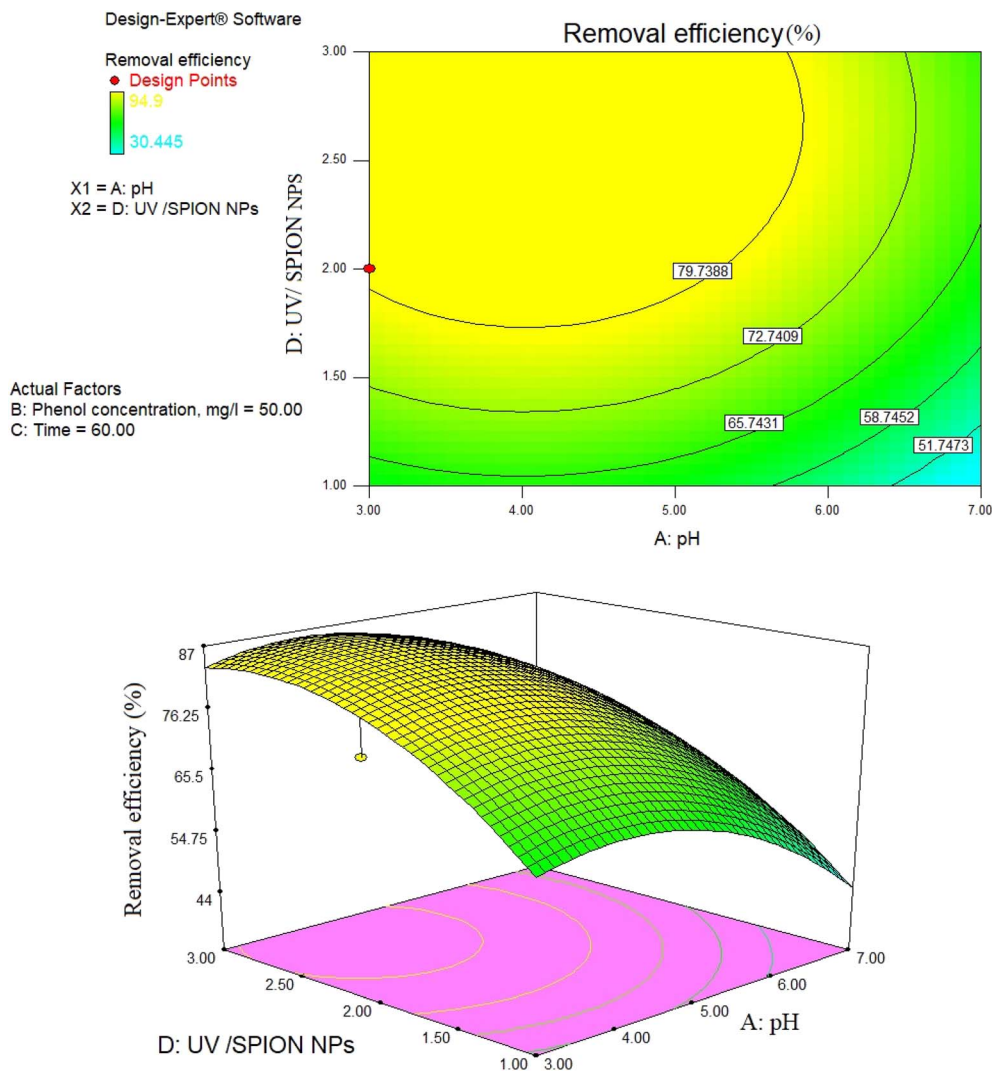 Design-Expert® Software
Removal efficiency
Design Points
94.9
30.445
X1 = A: pH
X2 = D: UV /SPION NPs
Actual Factors
B: Phenol concentration, mg/l = 50.00
C: Time = 60.00
Removal efficiency(%)
3.00
2.50
2.00
1.50
1.00
D: UV/ SPION NPS
79.7388
72.7409
65.7431
58.7452
51.7473
3.00 4.00 5.00 6.00 7.00
A: pH
87
76.25
65.5
54.75
44
Removal efficiency (%)
3.00
2.50
2.00
1.50
1.00
D: UV /SPION NPs
3.00
4.00
5.00
6.00
7.00
A: pH